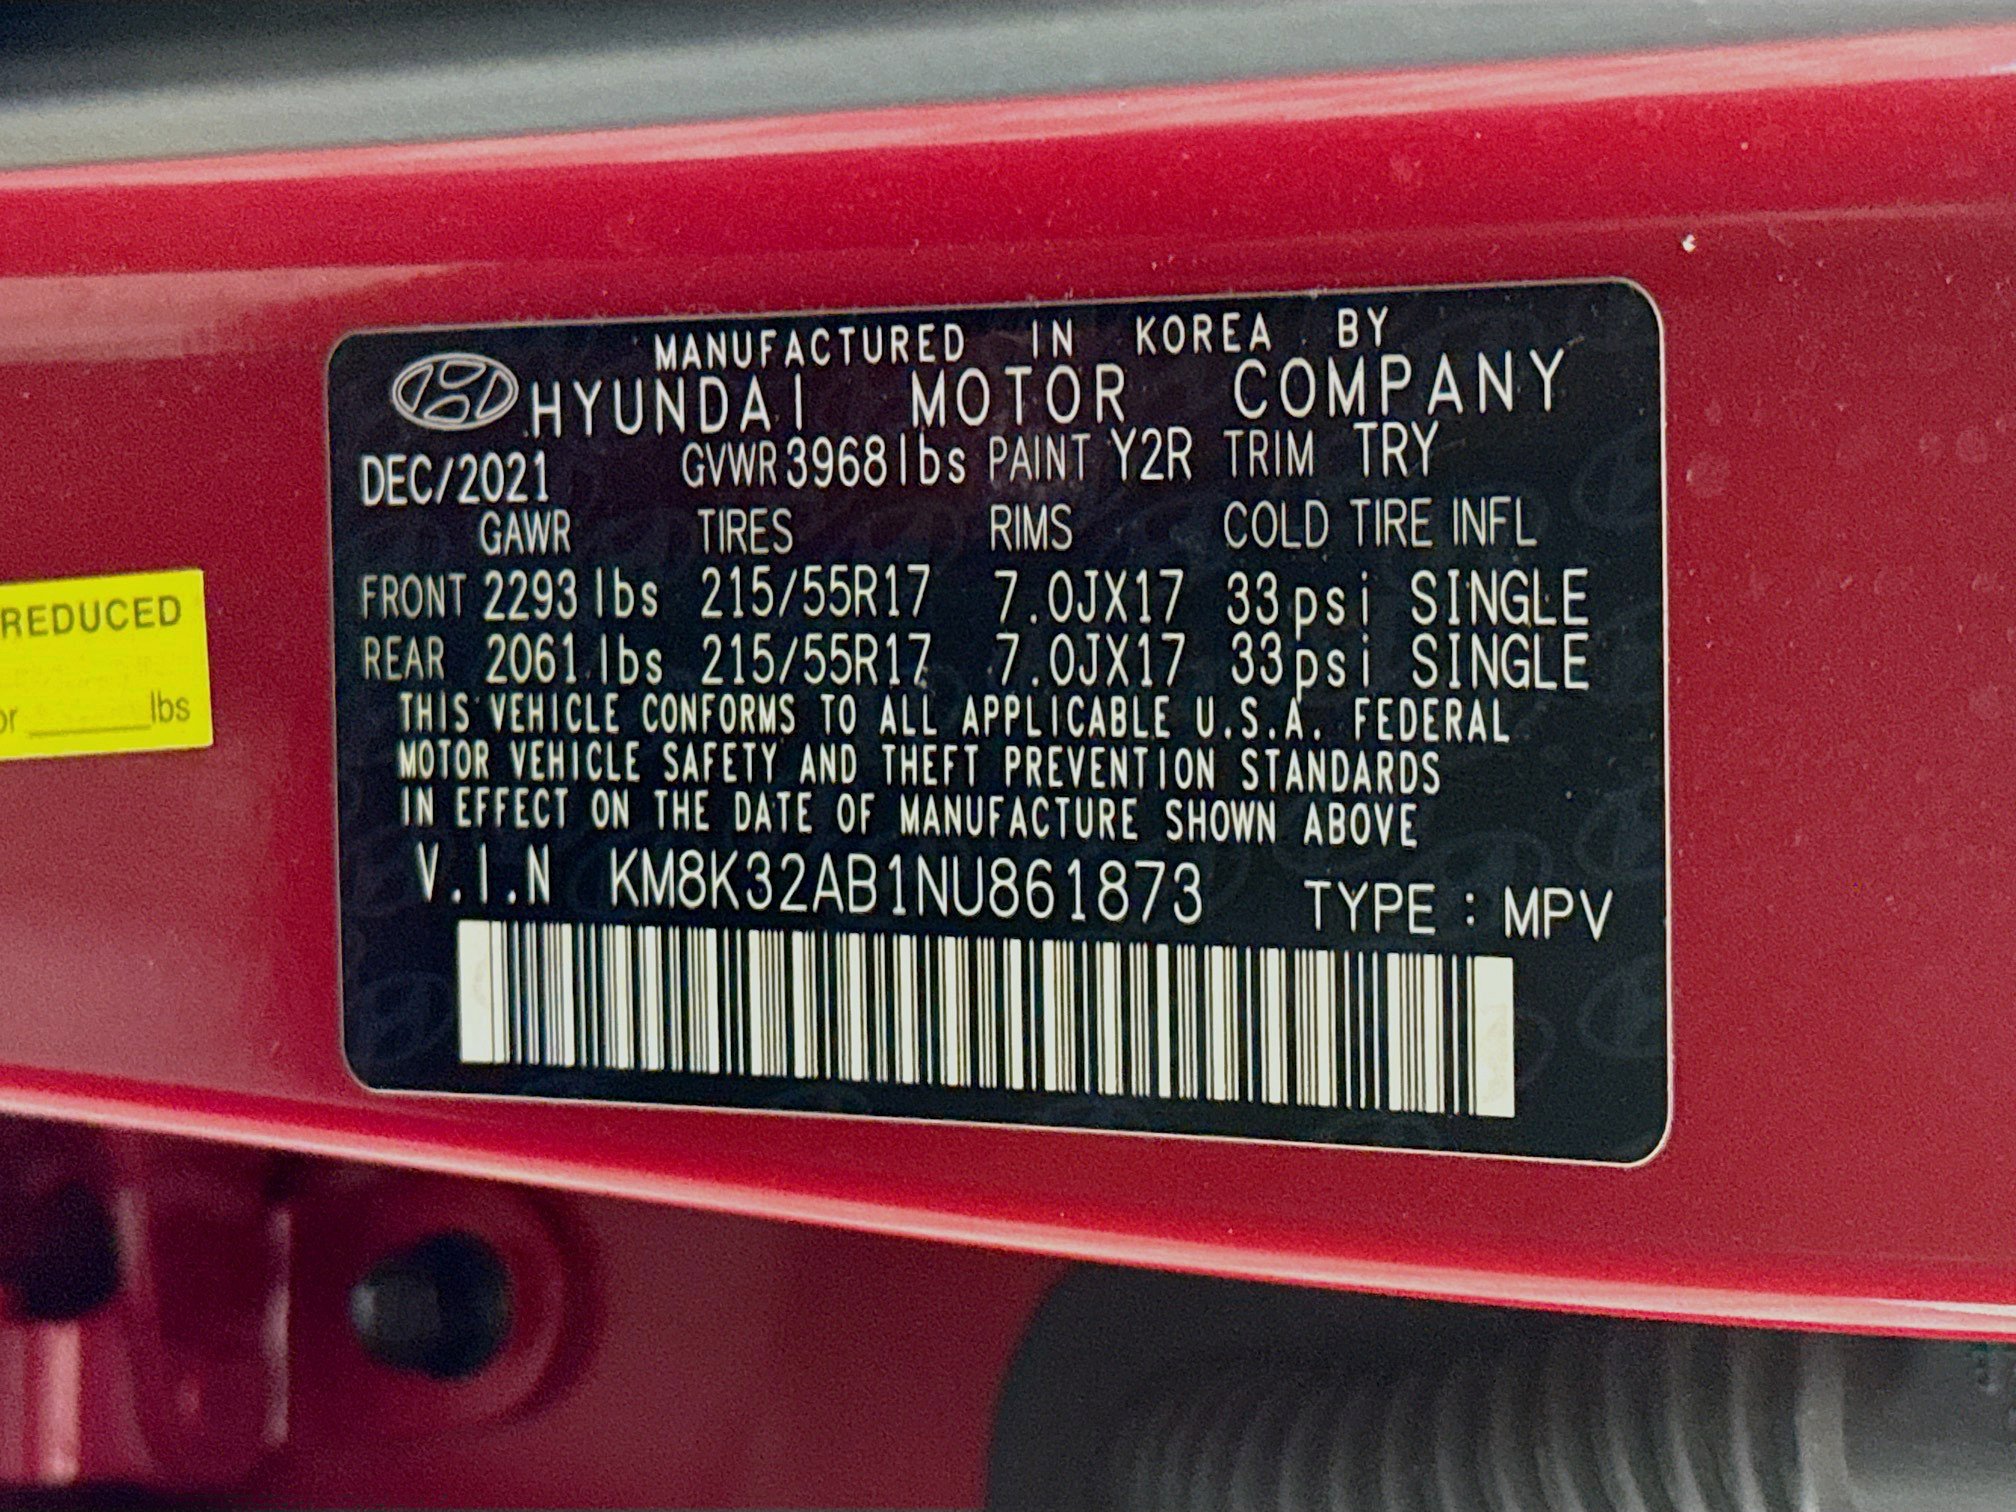 MANUFACTURED IN KOREA BY
HYUNDAI MOTOR COMPANY
DEC/2021 GVWR 3968 lbs PAINT Y2R TRIM TRY
GAWR TIRES RIMS COLD TIRE INFL
FRONT 2293 lbs 215/55R17 7.0JX17 33psi SINGLE
REAR 2061 lbs 215/55R17 7.0JX17 33psi SINGLE
THIS VEHICLE CONFORMS TO ALL APPLICABLE U.S.A. FEDERAL
MOTOR VEHICLE SAFETY AND THEFT PREVENTION STANDARDS
IN EFFECT ON THE DATE OF MANUFACTURE SHOWN ABOVE
V.I.N KM8K32AB1NU861873 TYPE : MPV
REDUCED
or ______lbs